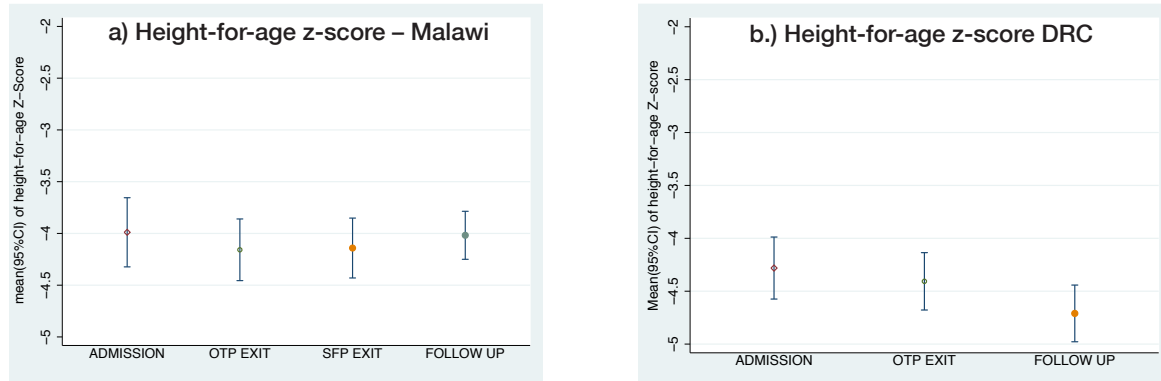 a) Height-for-age z-score – Malawi
mean(95%CI) of height–for–age Z–Score
-2
-2.5
-3
-3.5
-4
-4.5
-5
ADMISSION OTP EXIT SFP EXIT FOLLOW UP
b.) Height-for-age z-score DRC
Mean(95%CI) of height–for–age Z–Score
-2
-2.5
-3
-3.5
-4
-4.5
-5
ADMISSION OTP EXIT FOLLOW UP